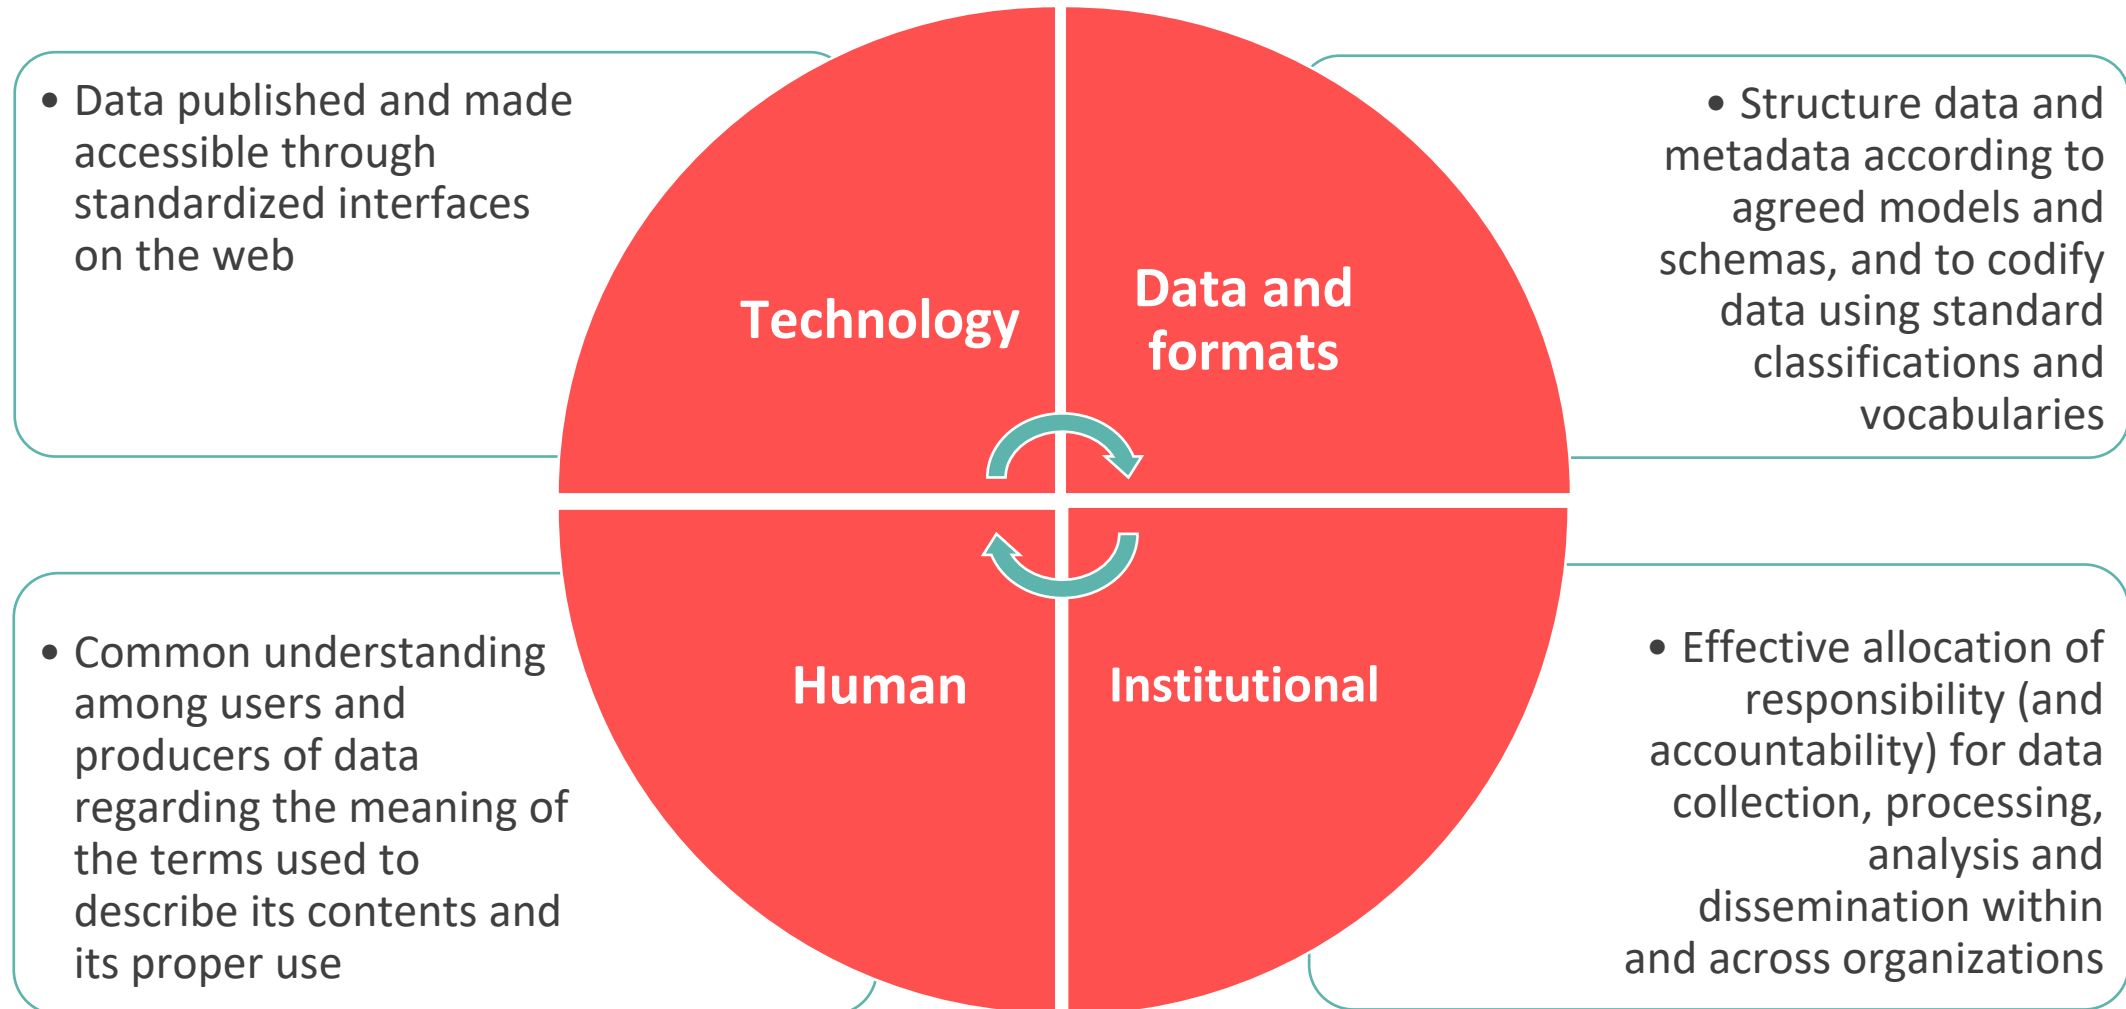 • Data published and made
accessible through
standardized interfaces
on the web
Technology
Data and
formats
• Structure data and
metadata according to
agreed models and
schemas, and to codify
data using standard
classifications and
vocabularies
• Common understanding
among users and
producers of data
regarding the meaning of
the terms used to
describe its contents and
its proper use
Human
Institutional
• Effective allocation of
responsibility (and
accountability) for data
collection, processing,
analysis and
dissemination within
and across organizations